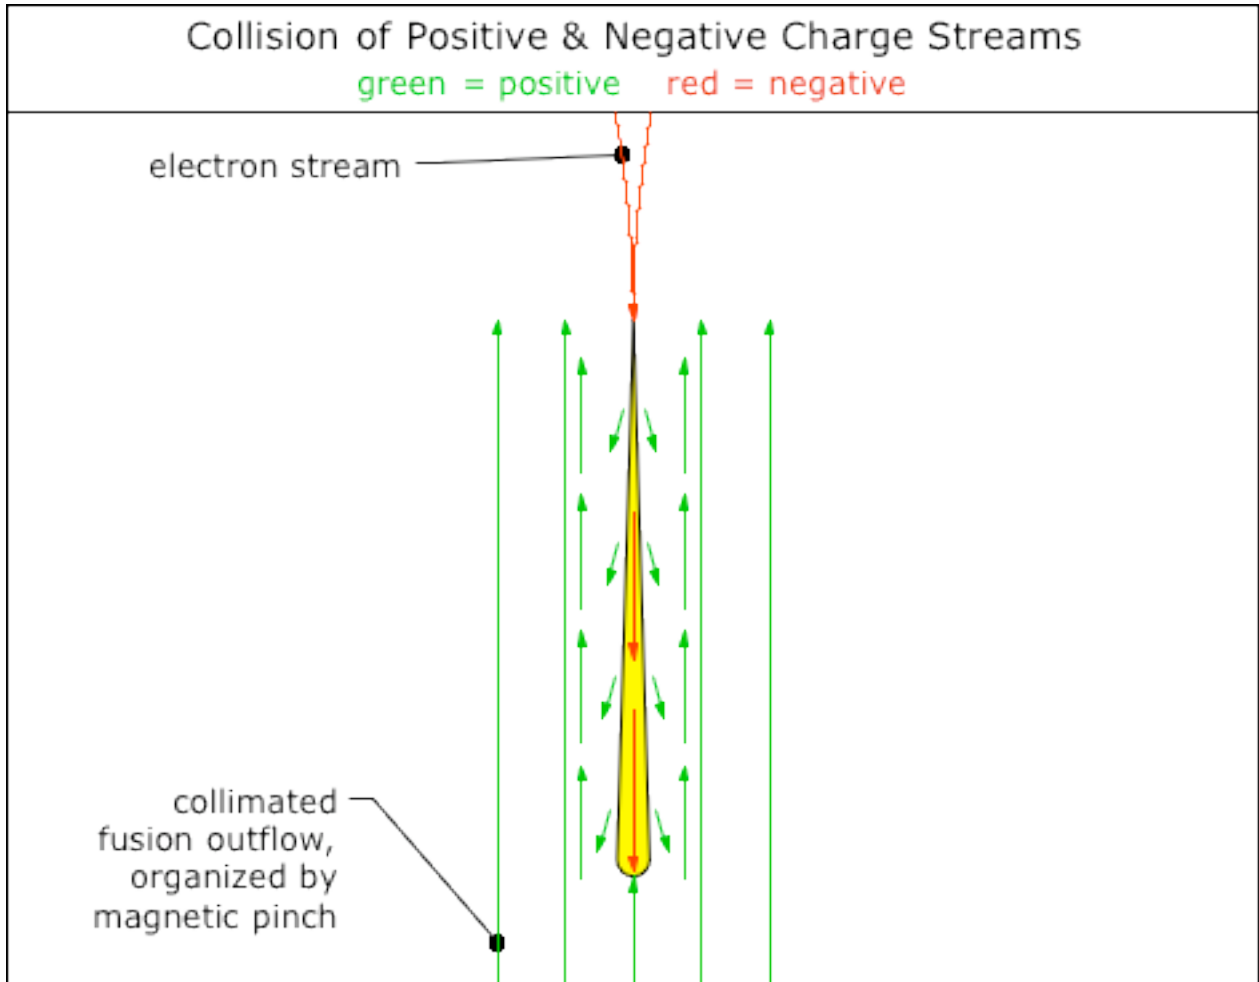 Collision of Positive & Negative Charge Streams
green = positive red = negative
electron stream
collimated
fusion outflow,
organized by
magnetic pinch